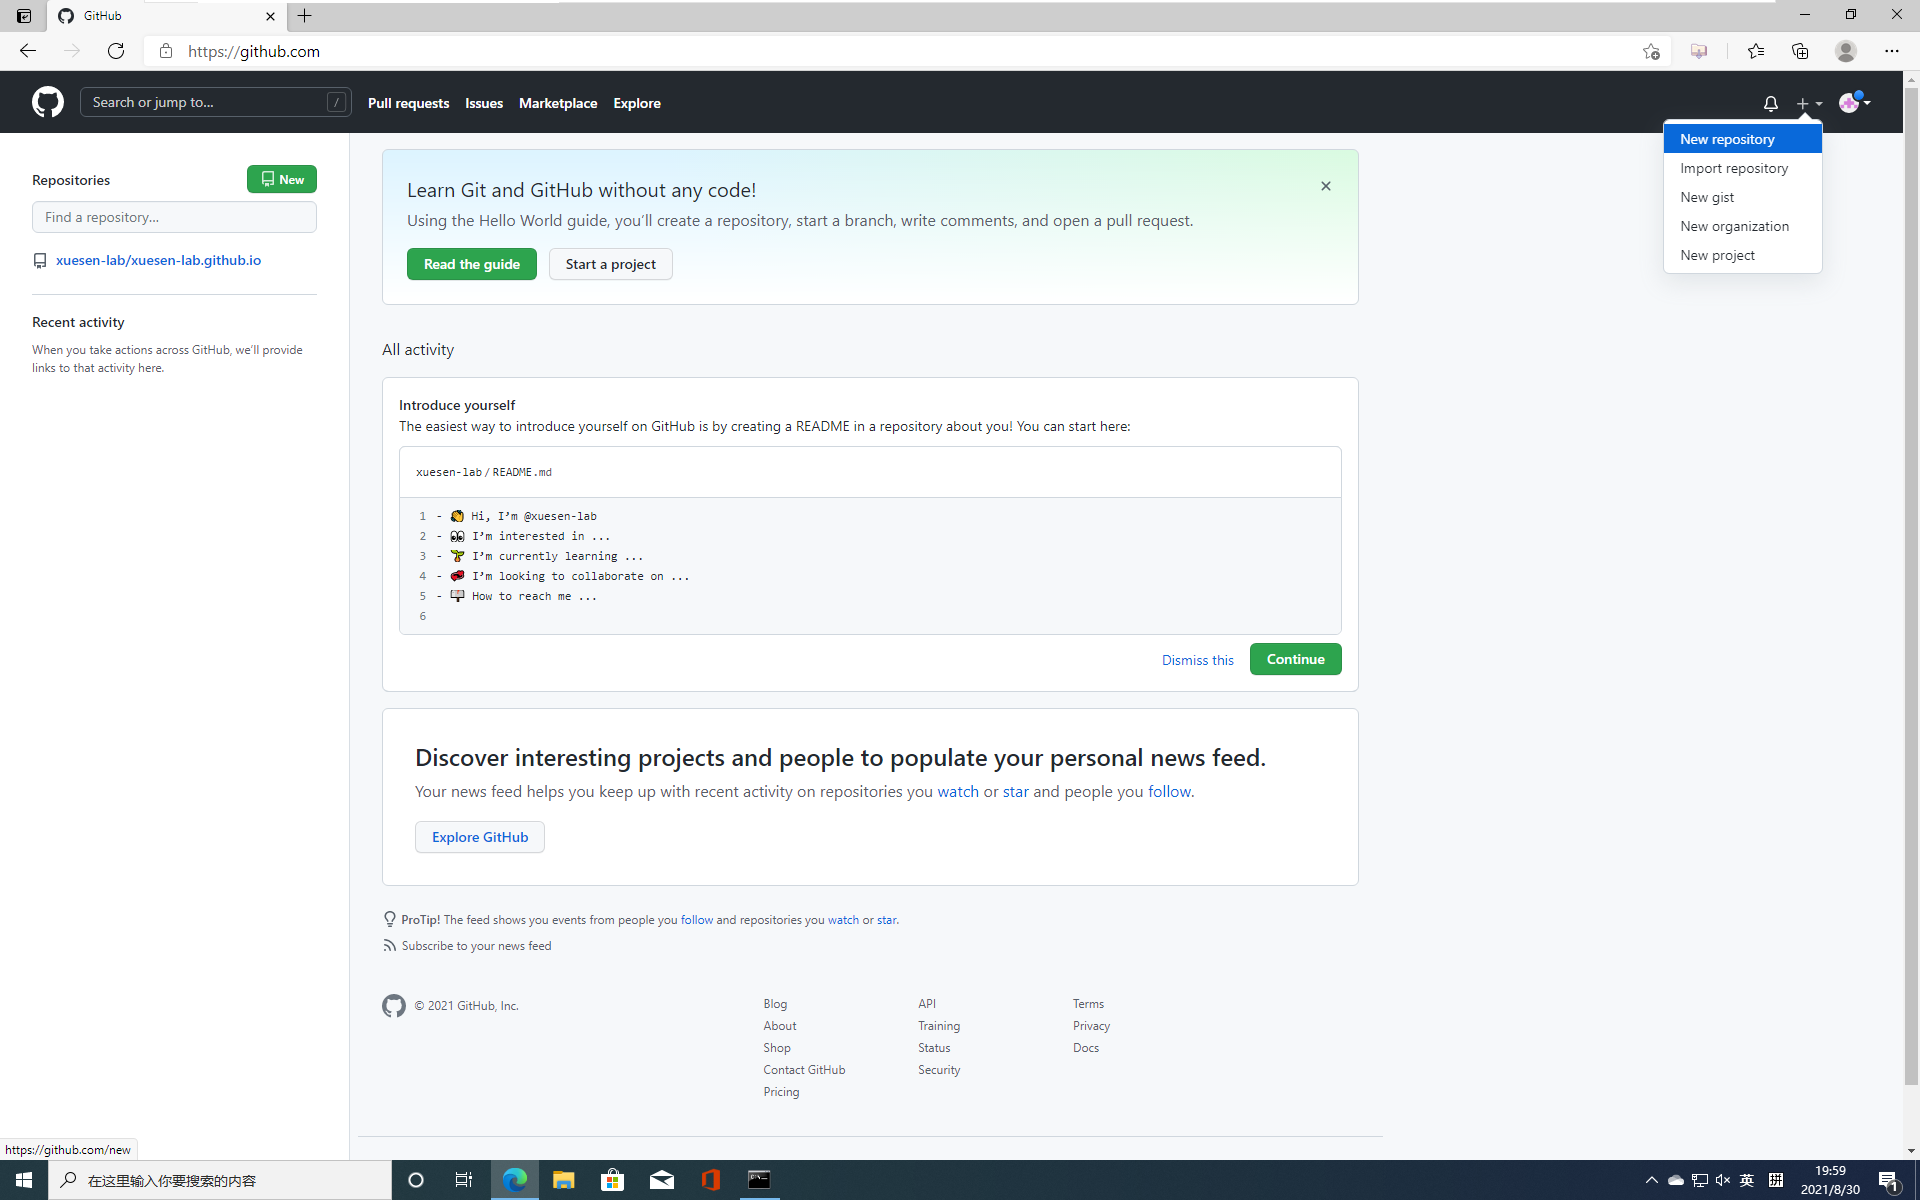 GitHub
https://github.com
Search or jump to...
/
Pull requests
Issues
Marketplace
Explore
New repository
Import repository
New gist
New organization
New project
Repositories
New
Find a repository...
xuesen-lab/xuesen-lab.github.io
Recent activity
When you take actions across GitHub, we'll provide
links to that activity here.
Learn Git and GitHub without any code!
Using the Hello World guide, you'll create a repository, start a branch, write comments, and open a pull request.
Read the guide
Start a project
All activity
Introduce yourself
The easiest way to introduce yourself on GitHub is by creating a README in a repository about you! You can start here:
xuesen-lab/README.md
1 - 👋 Hi, I'm @xuesen-lab
2 - 👀 I'm interested in ...
3 - 🌱 I'm currently learning ...
4 - 💞️ I'm looking to collaborate on ...
5 - 📫 How to reach me ...
6
Dismiss this
Continue
Discover interesting projects and people to populate your personal news feed.
Your news feed helps you keep up with recent activity on repositories you watch or star and people you follow.
Explore GitHub
ProTip! The feed shows you events from people you follow and repositories you watch or star.
Subscribe to your news feed
© 2021 GitHub, Inc.
Blog
About
Shop
Contact GitHub
Pricing
API
Training
Status
Security
Terms
Privacy
Docs
https://github.com/new
在这里输入你要搜索的内容
英
拼
19:59
2021/8/30
1